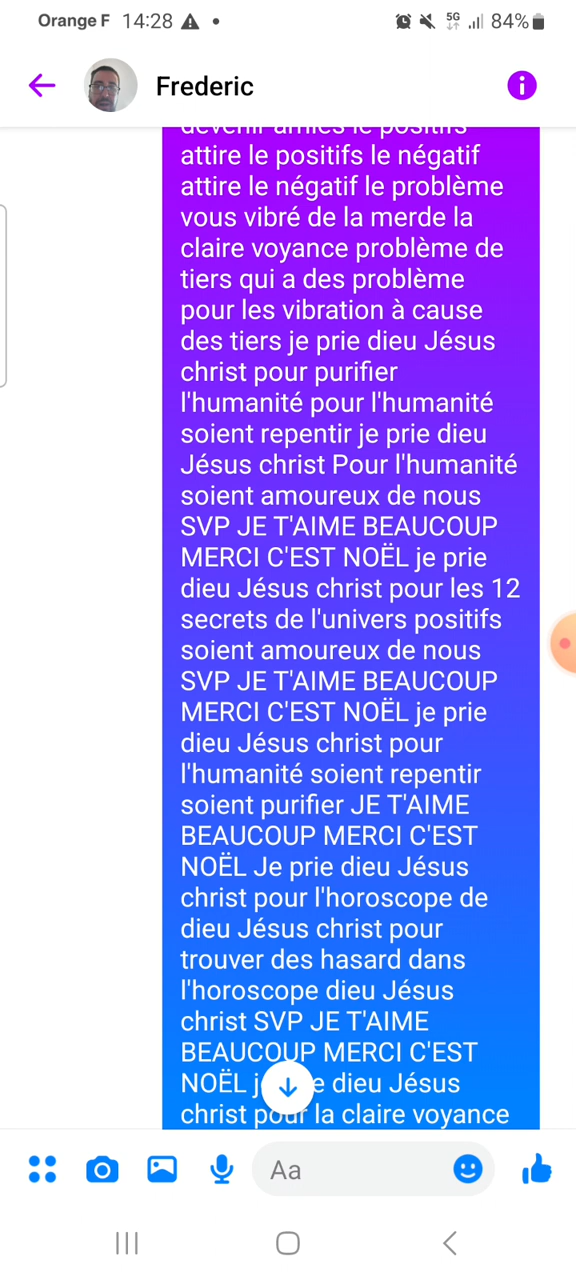 Orange F 14:28
5G 84%
Frederic
devenir amies le positifs
attire le positifs le négatif
attire le négatif le problème
vous vibré de la merde la
claire voyance problème de
tiers qui a des problème
pour les vibration à cause
des tiers je prie dieu Jésus
christ pour purifier
l'humanité pour l'humanité
soient repentir je prie dieu
Jésus christ Pour l'humanité
soient amoureux de nous
SVP JE T'AIME BEAUCOUP
MERCI C'EST NOËL je prie
dieu Jésus christ pour les 12
secrets de l'univers positifs
soient amoureux de nous
SVP JE T'AIME BEAUCOUP
MERCI C'EST NOËL je prie
dieu Jésus christ pour
l'humanité soient repentir
soient purifier JE T'AIME
BEAUCOUP MERCI C'EST
NOËL Je prie dieu Jésus
christ pour l'horoscope de
dieu Jésus christ pour
trouver des hasard dans
l'horoscope dieu Jésus
christ SVP JE T'AIME
BEAUCOUP MERCI C'EST
NOËL dieu Jésus
christ pour la claire voyance
Aa